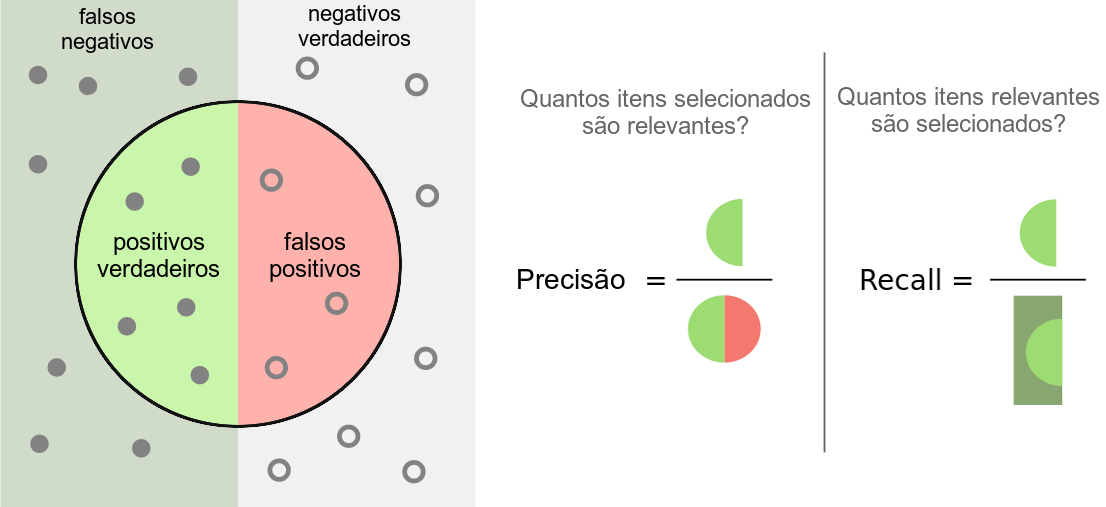 falsos
negativos
negativos
verdadeiros
positivos
verdadeiros
falsos
positivos
Quantos itens selecionados
são relevantes?
Precisão =
Quantos itens relevantes
são selecionados?
Recall =